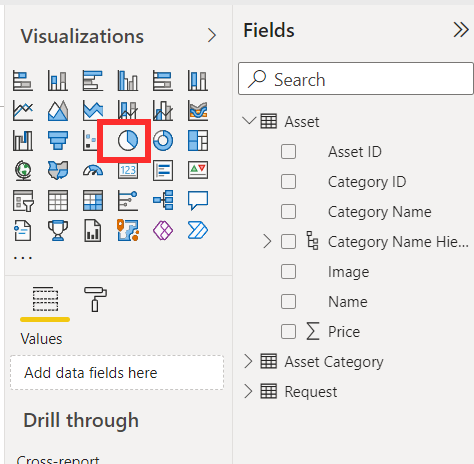 Visualizations
Fields
Search
Asset
Asset ID
Category ID
Category Name
Category Name Hie...
Image
Name
Price
Asset Category
Request
123
...
Values
Add data fields here
Drill through
Cross-report